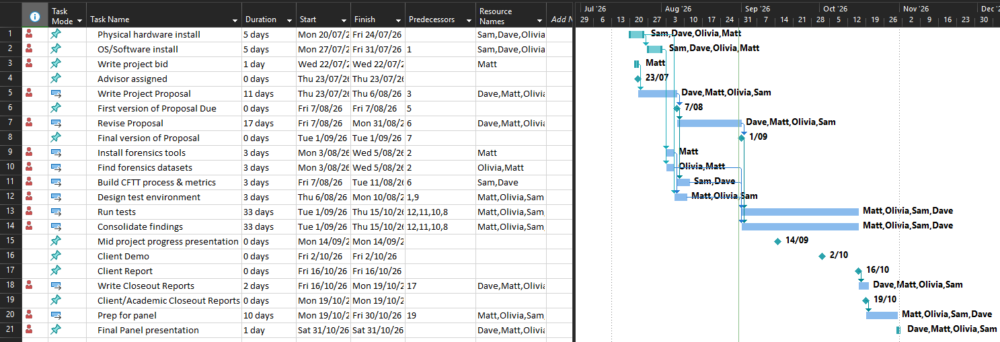 Task Mode Task Name Duration Start Finish Predecessors Resource Names Add N
Jul '26 Aug '26 Sep '26 Oct '26 Nov '26 Dec '
29 6 13 20 27 3 10 17 24 31 7 14 21 28 5 12 19 26 2 9 16 23 30
1 Physical hardware install 5 days Mon 20/07/2 Fri 24/07/26 Sam,Dave,Olivia Sam,Dave,Olivia,Matt
2 OS/Software install 5 days Mon 27/07/2 Fri 31/07/26 1 Sam,Dave,Olivia Sam,Dave,Olivia,Matt
3 Write project bid 1 day Wed 22/07/2 Wed 22/07/2 Matt Matt
4 Advisor assigned 0 days Thu 23/07/26 Thu 23/07/26 23/07
5 Write Project Proposal 11 days Thu 23/07/26 Thu 6/08/26 3 Dave,Matt,Olivia Dave,Matt,Olivia,Sam
6 First version of Proposal Due 0 days Fri 7/08/26 Fri 7/08/26 5 7/08
7 Revise Proposal 17 days Fri 7/08/26 Mon 31/08/26 6 Dave,Matt,Olivia Dave,Matt,Olivia,Sam
8 Final version of Proposal 0 days Tue 1/09/26 Tue 1/09/26 7 1/09
9 Install forensics tools 3 days Mon 3/08/26 Wed 5/08/26 2 Matt Matt
10 Find forensics datasets 3 days Mon 3/08/26 Wed 5/08/26 2 Olivia,Matt Olivia,Matt
11 Build CFTT process & metrics 3 days Fri 7/08/26 Tue 11/08/26 6 Sam,Dave Sam,Dave
12 Design test environment 3 days Thu 6/08/26 Mon 10/08/26 1,9 Matt,Olivia,Sam Matt,Olivia,Sam
13 Run tests 33 days Tue 1/09/26 Thu 15/10/26 12,11,10,8 Matt,Olivia,Sam, Matt,Olivia,Sam,Dave
14 Consolidate findings 33 days Tue 1/09/26 Thu 15/10/26 12,11,10,8 Matt,Olivia,Sam, Matt,Olivia,Sam,Dave
15 Mid project progress presentation 0 days Mon 14/09/2 Mon 14/09/2 14/09
16 Client Demo 0 days Fri 2/10/26 Fri 2/10/26 2/10
17 Client Report 0 days Fri 16/10/26 Fri 16/10/26 16/10
18 Write Closeout Reports 2 days Fri 16/10/26 Mon 19/10/2 17 Dave,Matt,Olivia Dave,Matt,Olivia,Sam
19 Client/Academic Closeout Reports 0 days Mon 19/10/2 Mon 19/10/2 19/10
20 Prep for panel 10 days Mon 19/10/2 Fri 30/10/26 19 Matt,Olivia,Sam, Matt,Olivia,Sam,Dave
21 Final Panel presentation 1 day Sat 31/10/26 Sat 31/10/26 Dave,Matt,Olivia Dave,Matt,Olivia,Sam